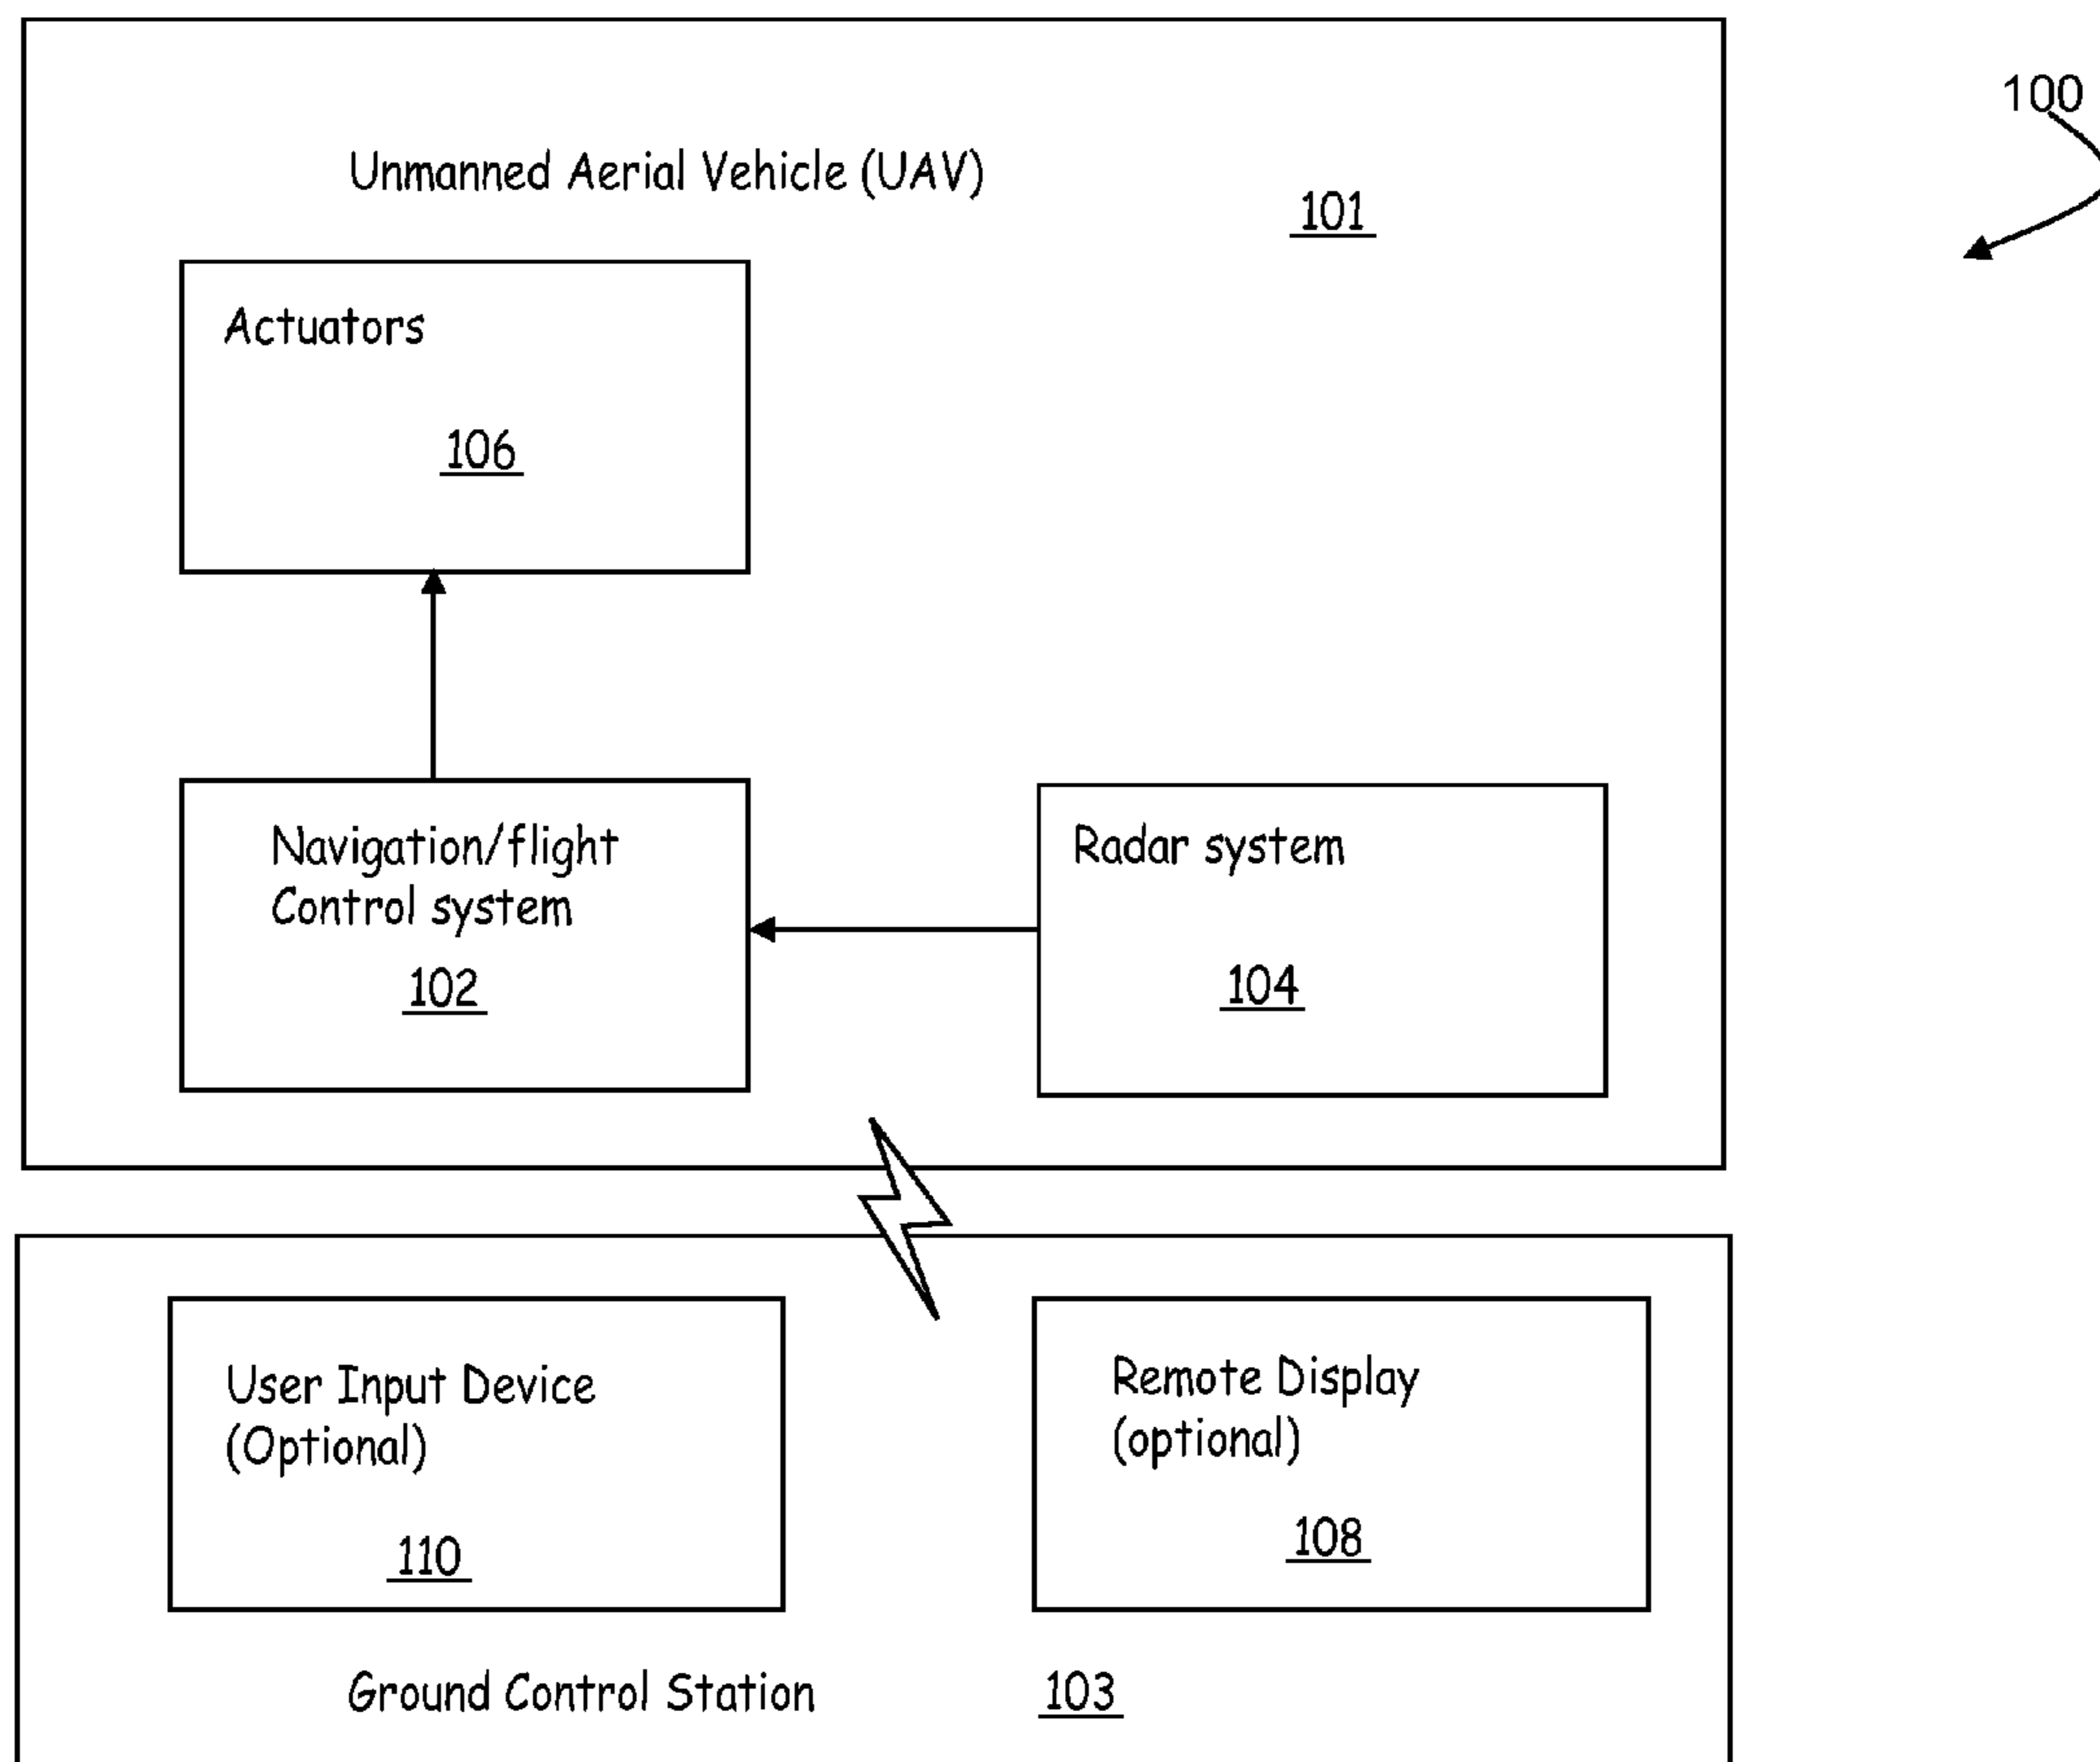 100
Unmanned Aerial Vehicle (UAV)
101
Actuators
106
Navigation/flight
Control system
102
Radar system
104
User Input Device
(Optional)
110
Remote Display
(optional)
108
Ground Control Station
103